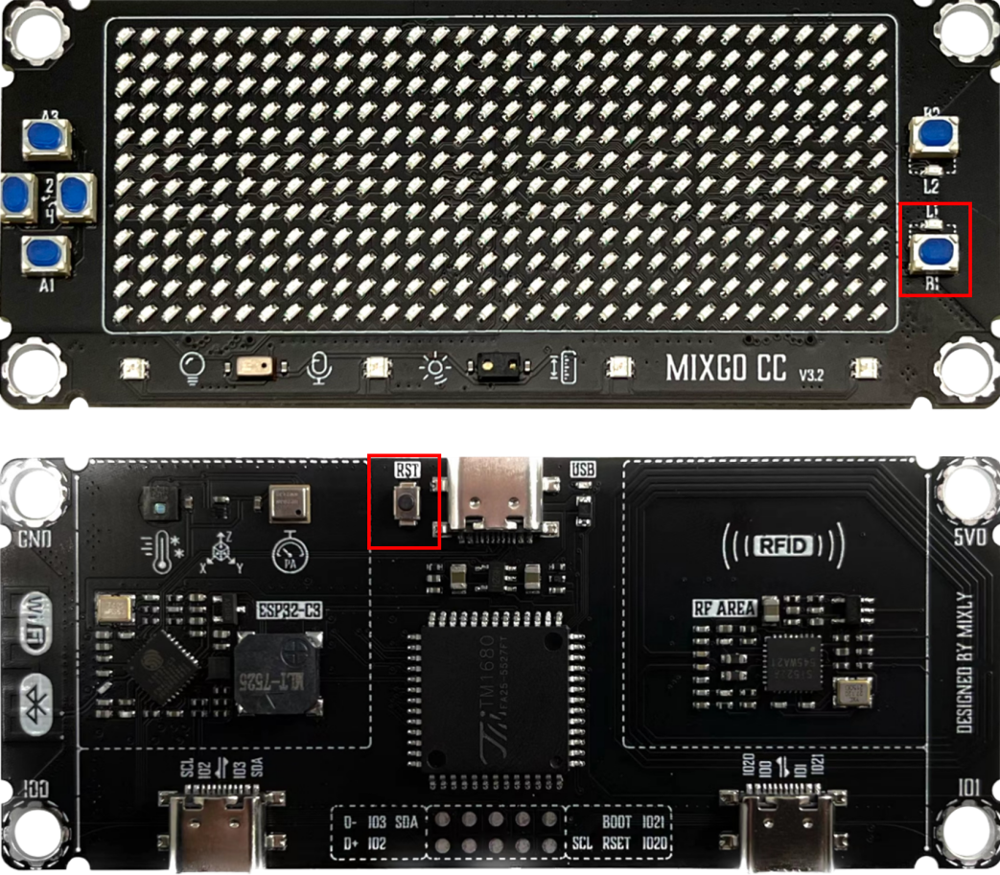 A3
B2
2
4
L2
L1
A1
B1
MIXGO CC V3.2
RST
USB
GND
5V0
Z
X Y
PA
RFID
WiFi
ESP32-C3
RF AREA
MLT-7525
TM1680
FA25-5527FT
DESIGNED BY MIXLY
SCL
IO2
IO3
SDA
IO20
IO0
IO1
IO21
IO0
IO1
D- IO3 SDA
BOOT IO21
D+ IO2
SCL RSET IO20